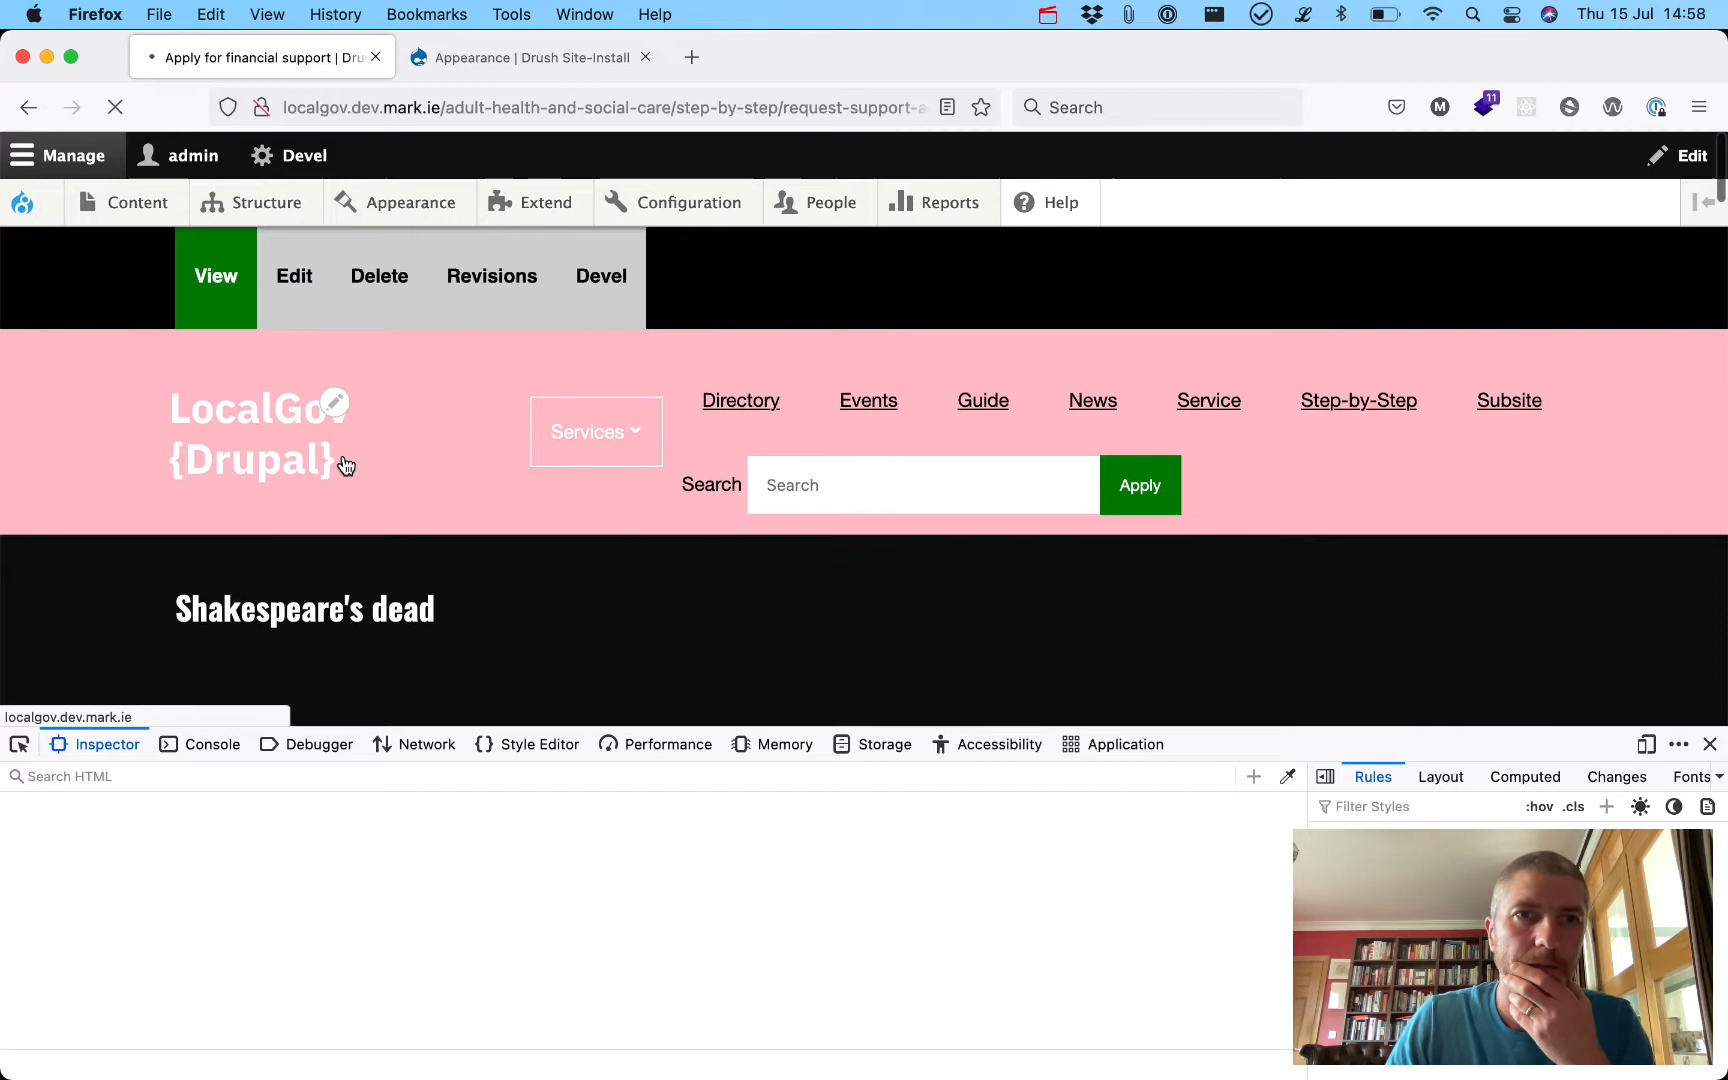 Firefox File Edit View History Bookmarks Tools Window Help Thu 15 Jul 14:58
Apply for financial support | Dru
Appearance | Drush Site-Install
localgov.dev.mark.ie/adult-health-and-social-care/step-by-step/request-support-a
Search
M
11
Manage admin Devel Edit
Content Structure Appearance Extend Configuration People Reports Help
View Edit Delete Revisions Devel
LocalGov
{Drupal}
Services
Directory Events Guide News Service Step-by-Step Subsite
Search Search Apply
Shakespeare's dead
localgov.dev.mark.ie
Inspector Console Debugger Network Style Editor Performance Memory Storage Accessibility Application
Search HTML
Rules Layout Computed Changes Fonts
Filter Styles :hov .cls